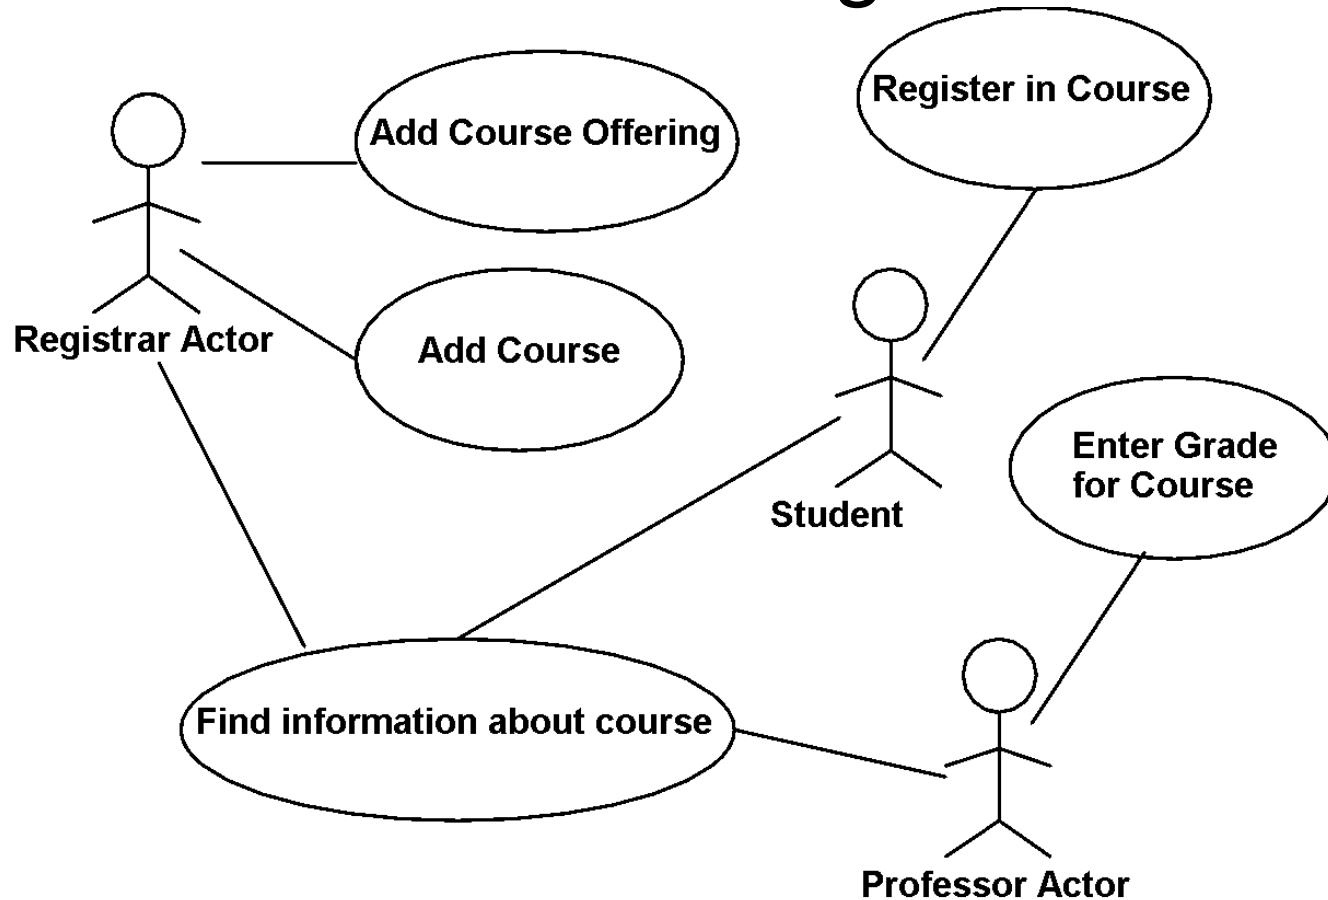 Register in Course
Add Course Offering
Registrar Actor
Add Course
Enter Grade
for Course
Student
Find information about course
Professor Actor